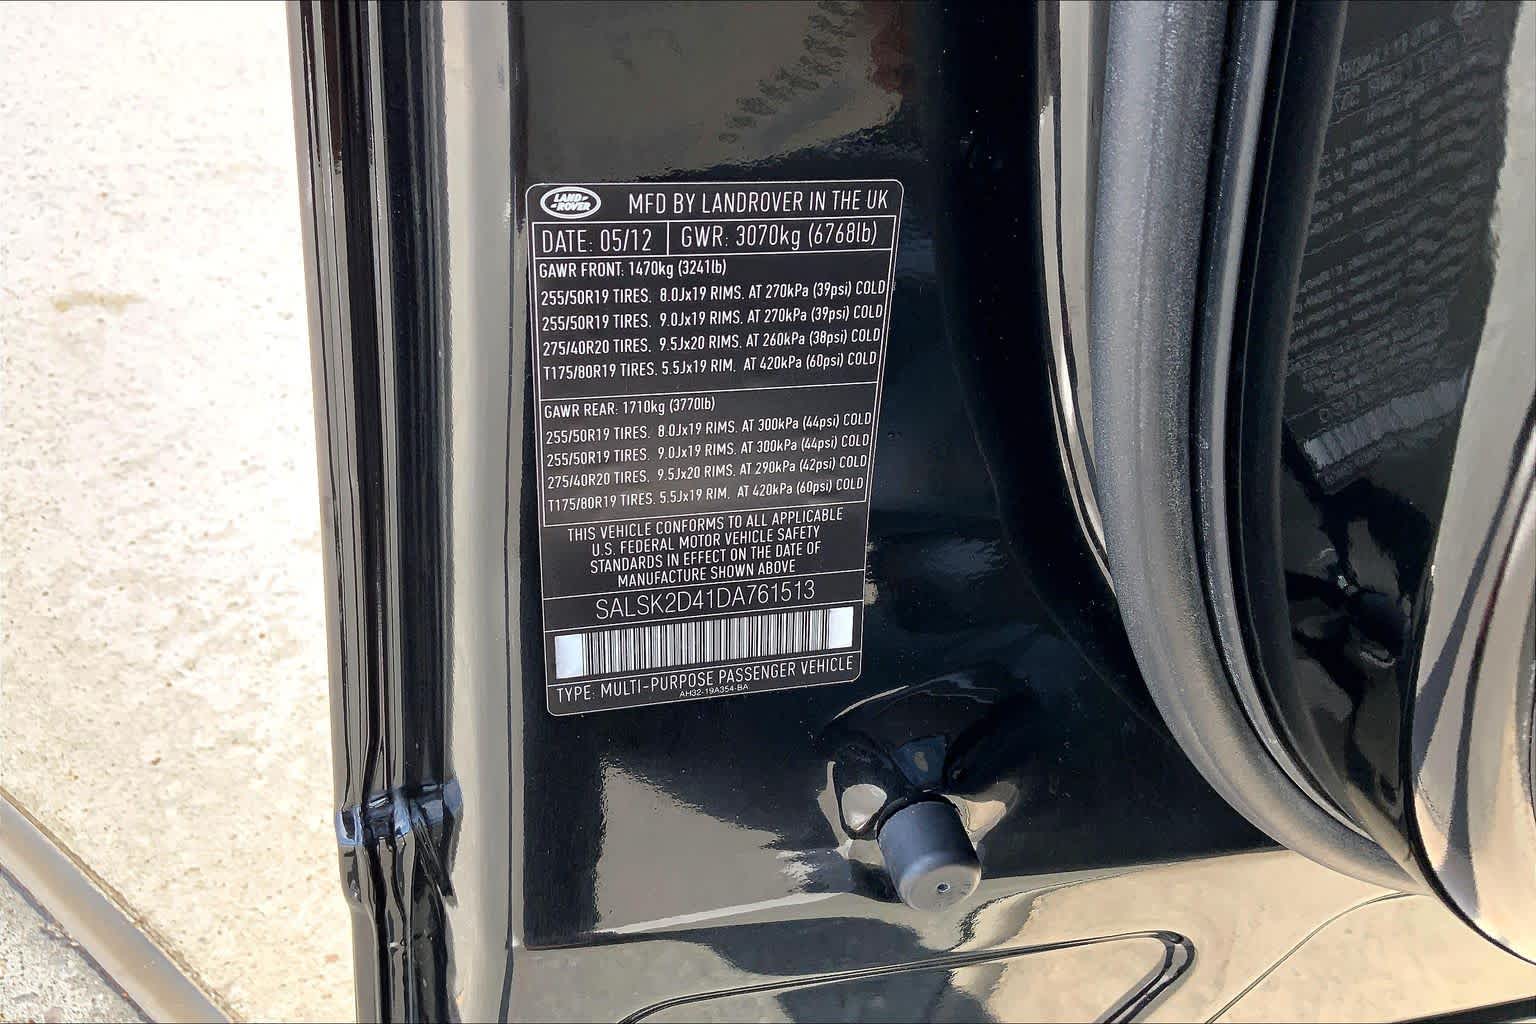 LAND ROVER
MFD BY LANDROVER IN THE UK
DATE: 05/12 GWR: 3070kg (6768lb)
GAWR FRONT: 1470kg (3241lb)
255/50R19 TIRES. 8.0Jx19 RIMS. AT 270kPa (39psi) COLD
255/50R19 TIRES. 9.0Jx19 RIMS. AT 270kPa (39psi) COLD
275/40R20 TIRES. 9.5Jx20 RIMS. AT 260kPa (38psi) COLD
T175/80R19 TIRES. 5.5Jx19 RIM. AT 420kPa (60psi) COLD
GAWR REAR: 1710kg (3770lb)
255/50R19 TIRES. 8.0Jx19 RIMS. AT 300kPa (44psi) COLD
255/50R19 TIRES. 9.0Jx19 RIMS. AT 300kPa (44psi) COLD
275/40R20 TIRES. 9.5Jx20 RIMS. AT 290kPa (42psi) COLD
T175/80R19 TIRES. 5.5Jx19 RIM. AT 420kPa (60psi) COLD
THIS VEHICLE CONFORMS TO ALL APPLICABLE
U.S. FEDERAL MOTOR VEHICLE SAFETY
STANDARDS IN EFFECT ON THE DATE OF
MANUFACTURE SHOWN ABOVE
SALSK2D41DA761513
TYPE: MULTI-PURPOSE PASSENGER VEHICLE
AH32-19A354-BA